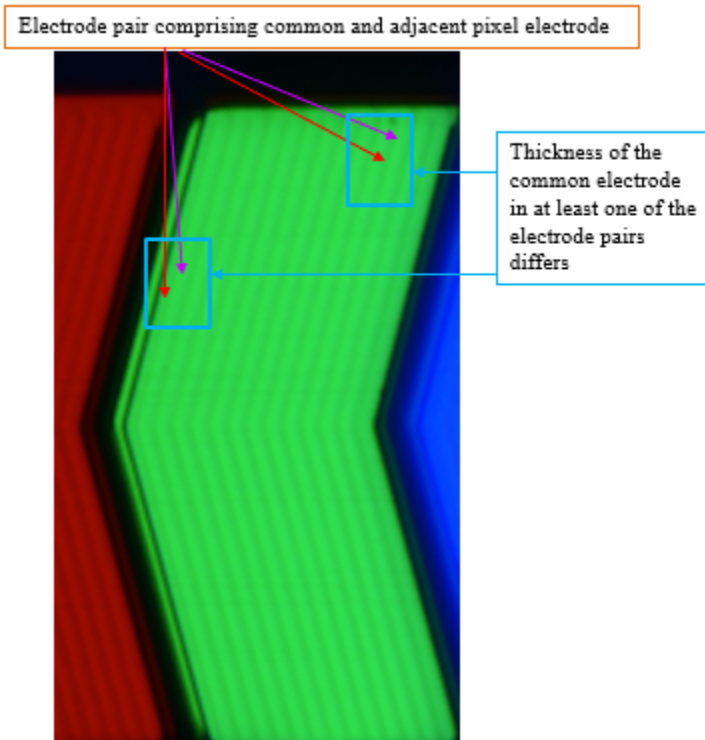 Electrode pair comprising common and adjacent pixel electrode
Thickness of the
common electrode
in at least one of the
electrode pairs
differs